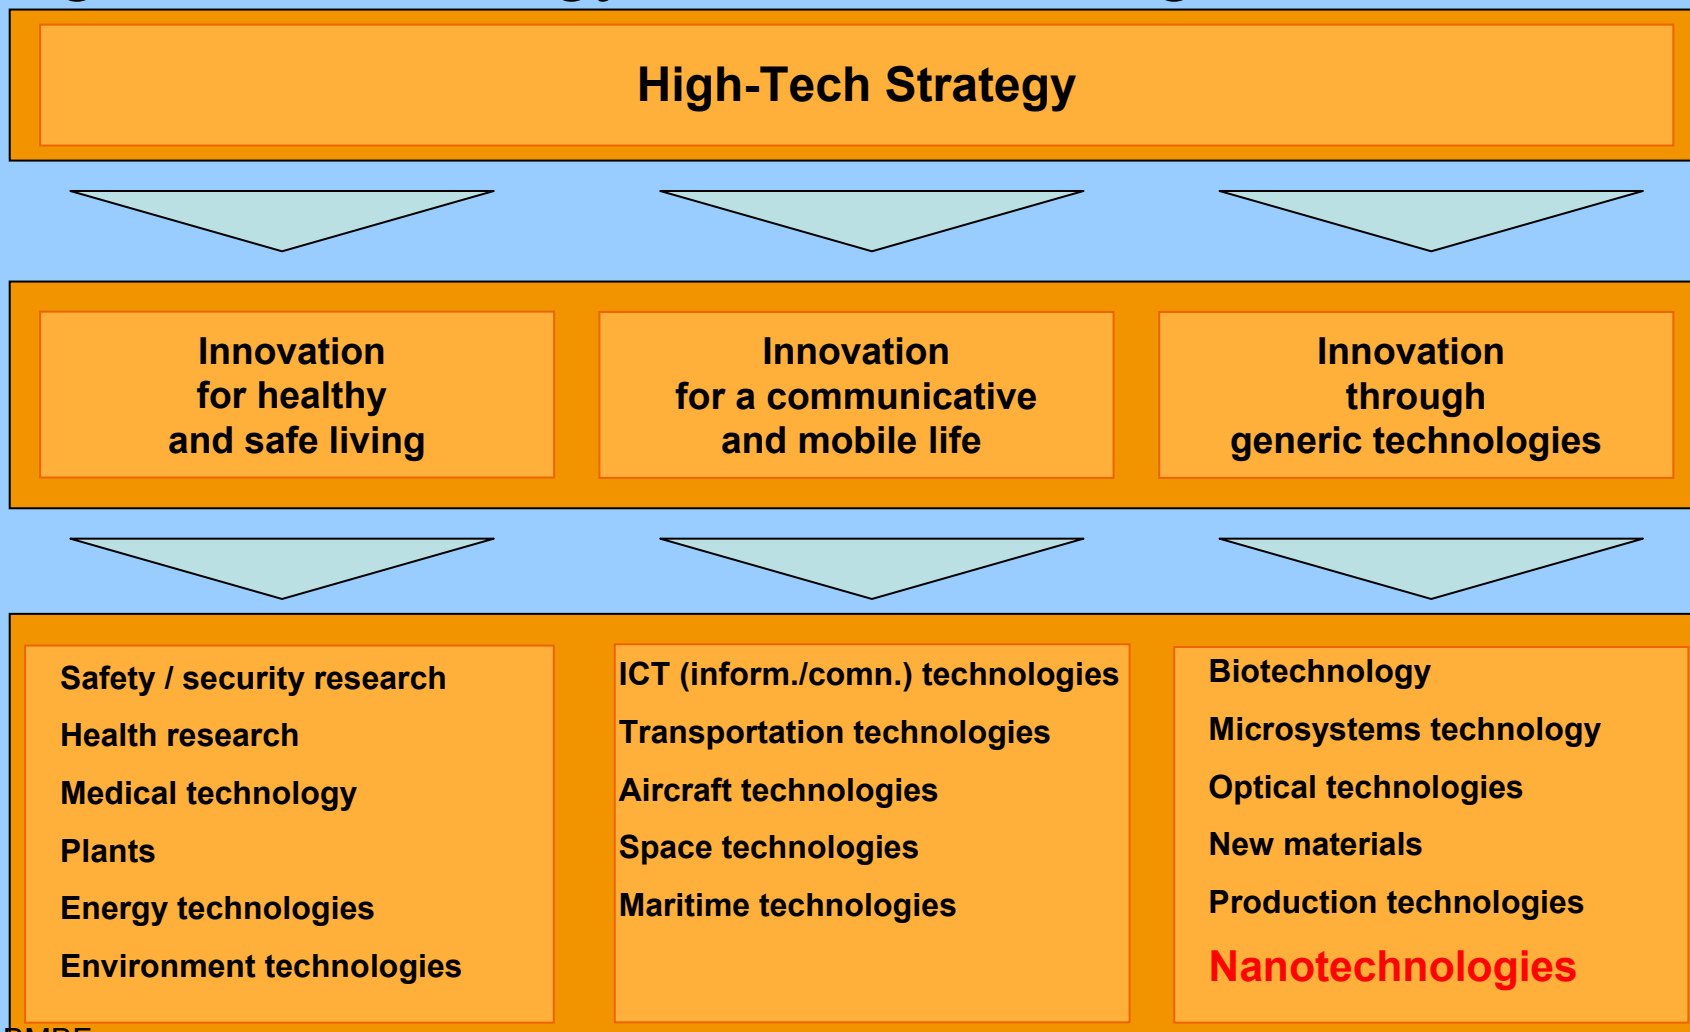 High-Tech Strategy
Innovation
for healthy
and safe living
Innovation
for a communicative
and mobile life
Innovation
through
generic technologies
Safety / security research
Health research
Medical technology
Plants
Energy technologies
Environment technologies
ICT (inform./comn.) technologies
Transportation technologies
Aircraft technologies
Space technologies
Maritime technologies
Biotechnology
Microsystems technology
Optical technologies
New materials
Production technologies
Nanotechnologies